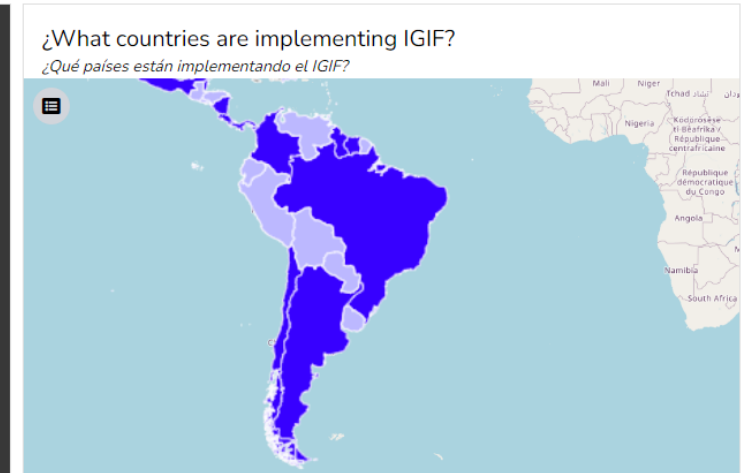 ¿What countries are implementing IGIF?
¿Qué países están implementando el IGIF?
Mali
Niger
Tchad تشاد
Nigeria
Ködörösêse
tî Bêafrîka /
République
centrafricaine
République
démocratique
du Congo
Angola
Namibia
South Africa